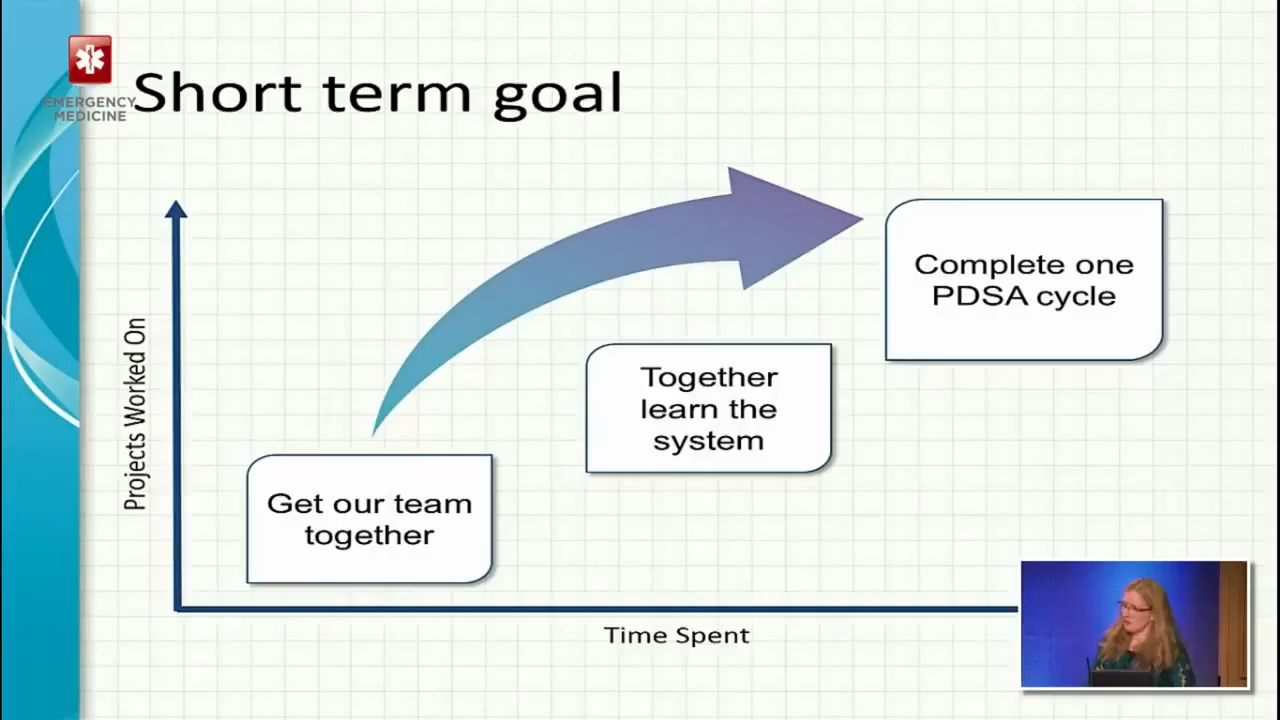 EMERGENCY
MEDICINE
Short term goal
Projects Worked On
Get our team
together
Together
learn the
system
Complete one
PDSA cycle
Time Spent